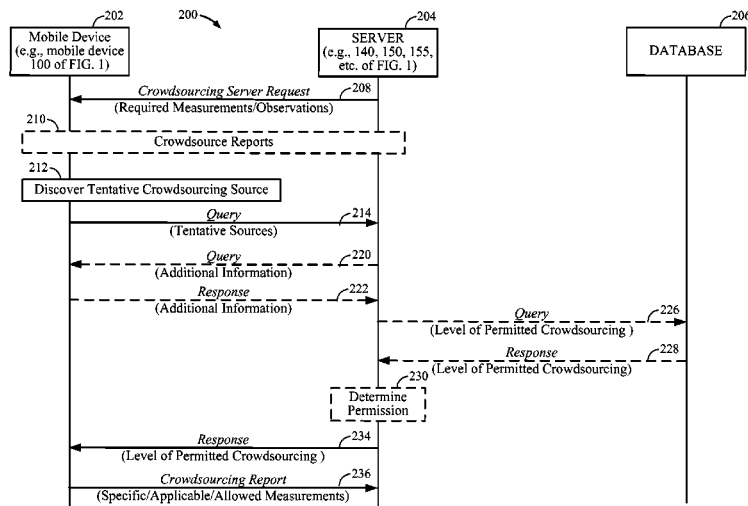 202
200
204
206
Mobile Device
(e.g., mobile device
100 of FIG. 1)
SERVER
(e.g., 140, 150, 155,
etc. of FIG. 1)
DATABASE
Crowdsourcing Server Request
208
(Required Measurements/Observations)
210
Crowdsource Reports
212
Discover Tentative Crowdsourcing Source
Query
214
(Tentative Sources)
Query
220
(Additional Information)
Response
222
(Additional Information)
Query
226
(Level of Permitted Crowdsourcing )
Response
228
(Level of Permitted Crowdsourcing)
230
Determine
Permission
Response
234
(Level of Permitted Crowdsourcing )
Crowdsourcing Report
236
(Specific/Applicable/Allowed Measurements)